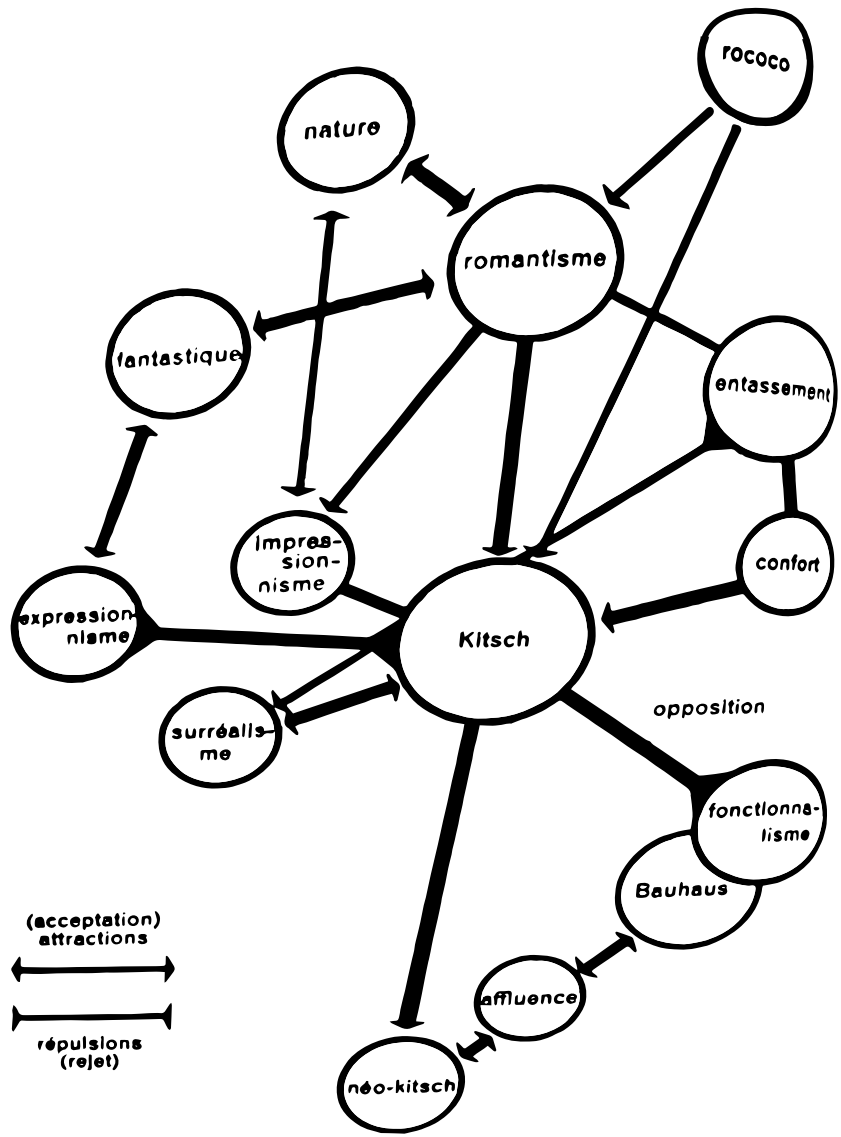 rococo
nature
romantisme
fantastique
entassement
impres-
sion-
nisme
confort
expression-
nisme
Kitsch
opposition
surréalis-
me
fonctionna-
lisme
Bauhaus
(acceptation)
attractions
affluence
répulsions
(rejet)
néo-kitsch